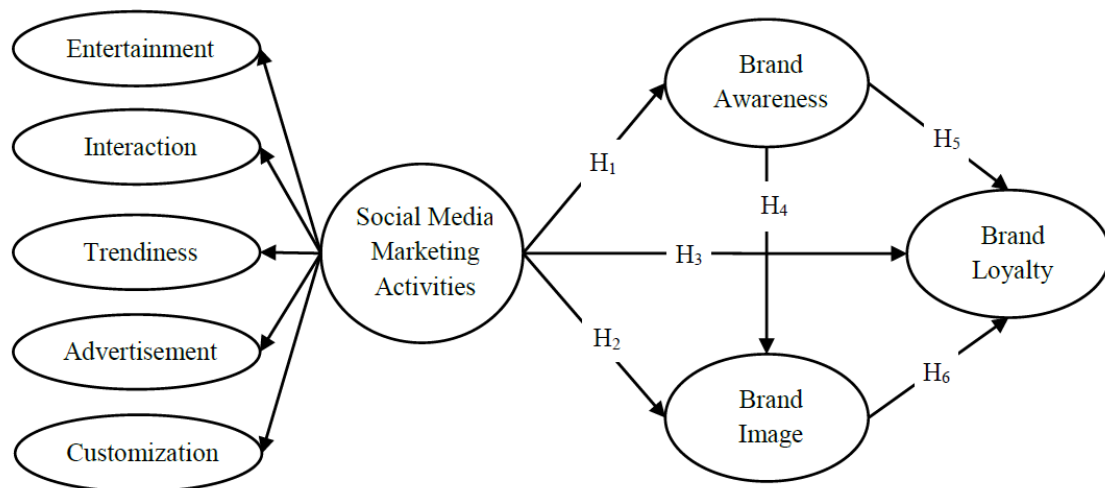 Entertainment
Interaction
Trendiness
Advertisement
Customization
Social Media
Marketing
Activities
H₁
H₂
H₃
H₄
H₅
H₆
Brand
Awareness
Brand
Image
Brand
Loyalty